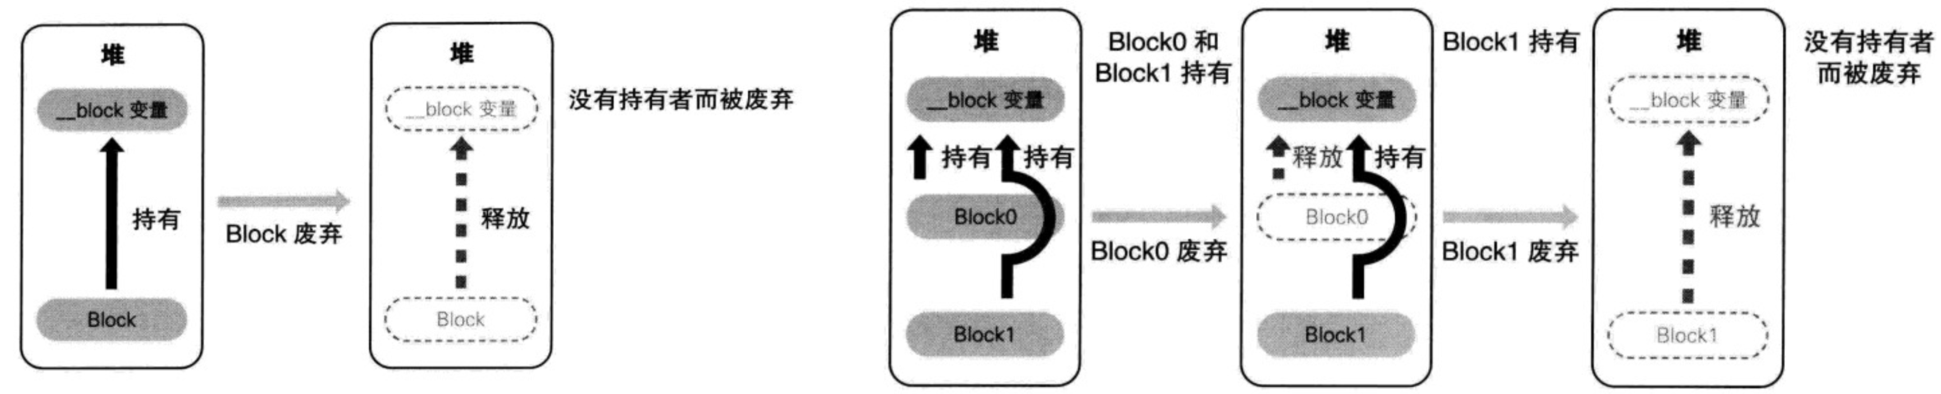 堆
__block 变量
持有
Block
Block 废弃
堆
__block 变量
释放
Block
没有持有者而被废弃
堆
__block 变量
持有
持有
Block0
Block1
Block0 和
Block1 持有
Block0 废弃
堆
__block 变量
释放
持有
Block0
Block1
Block1 持有
Block1 废弃
堆
__block 变量
释放
Block1
没有持有者
而被废弃